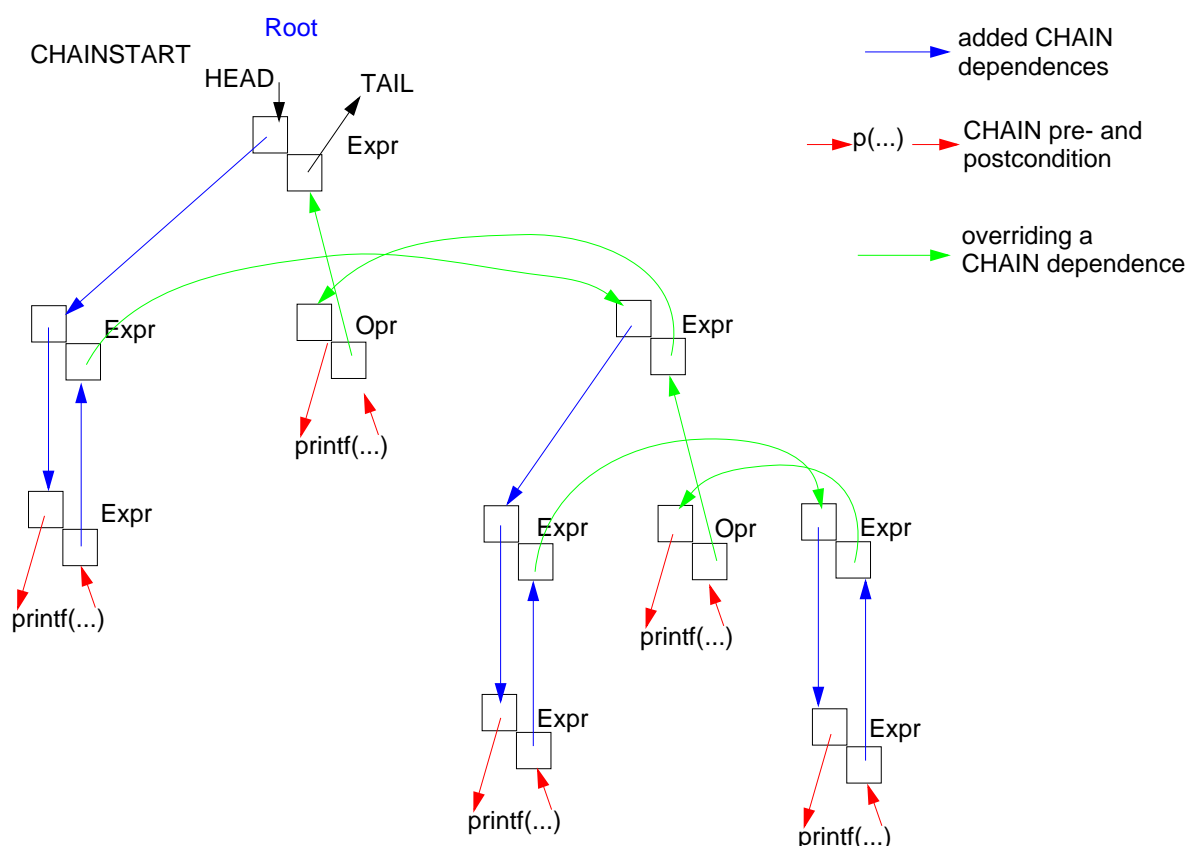 Root
CHAINSTART
HEAD
TAIL
Expr
added CHAIN
dependences
p(...)
CHAIN pre- and
postcondition
overriding a
CHAIN dependence
Expr
Opr
Expr
printf(...)
Expr
printf(...)
Expr
Opr
Expr
printf(...)
Expr
printf(...)
Expr
printf(...)